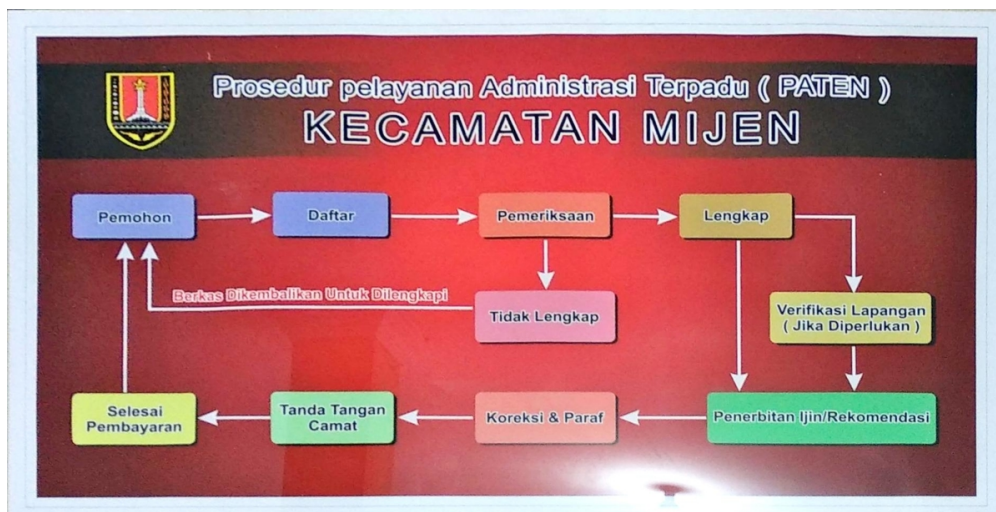 Prosedur pelayanan Administrasi Terpadu ( PATEN )
KECAMATAN MIJEN
Pemohon
Daftar
Pemeriksaan
Lengkap
Berkas Dikembalikan Untuk Dilengkapi
Tidak Lengkap
Verifikasi Lapangan
( Jika Diperlukan )
Selesai
Pembayaran
Tanda Tangan
Camat
Koreksi & Paraf
Penerbitan Ijin/Rekomendasi